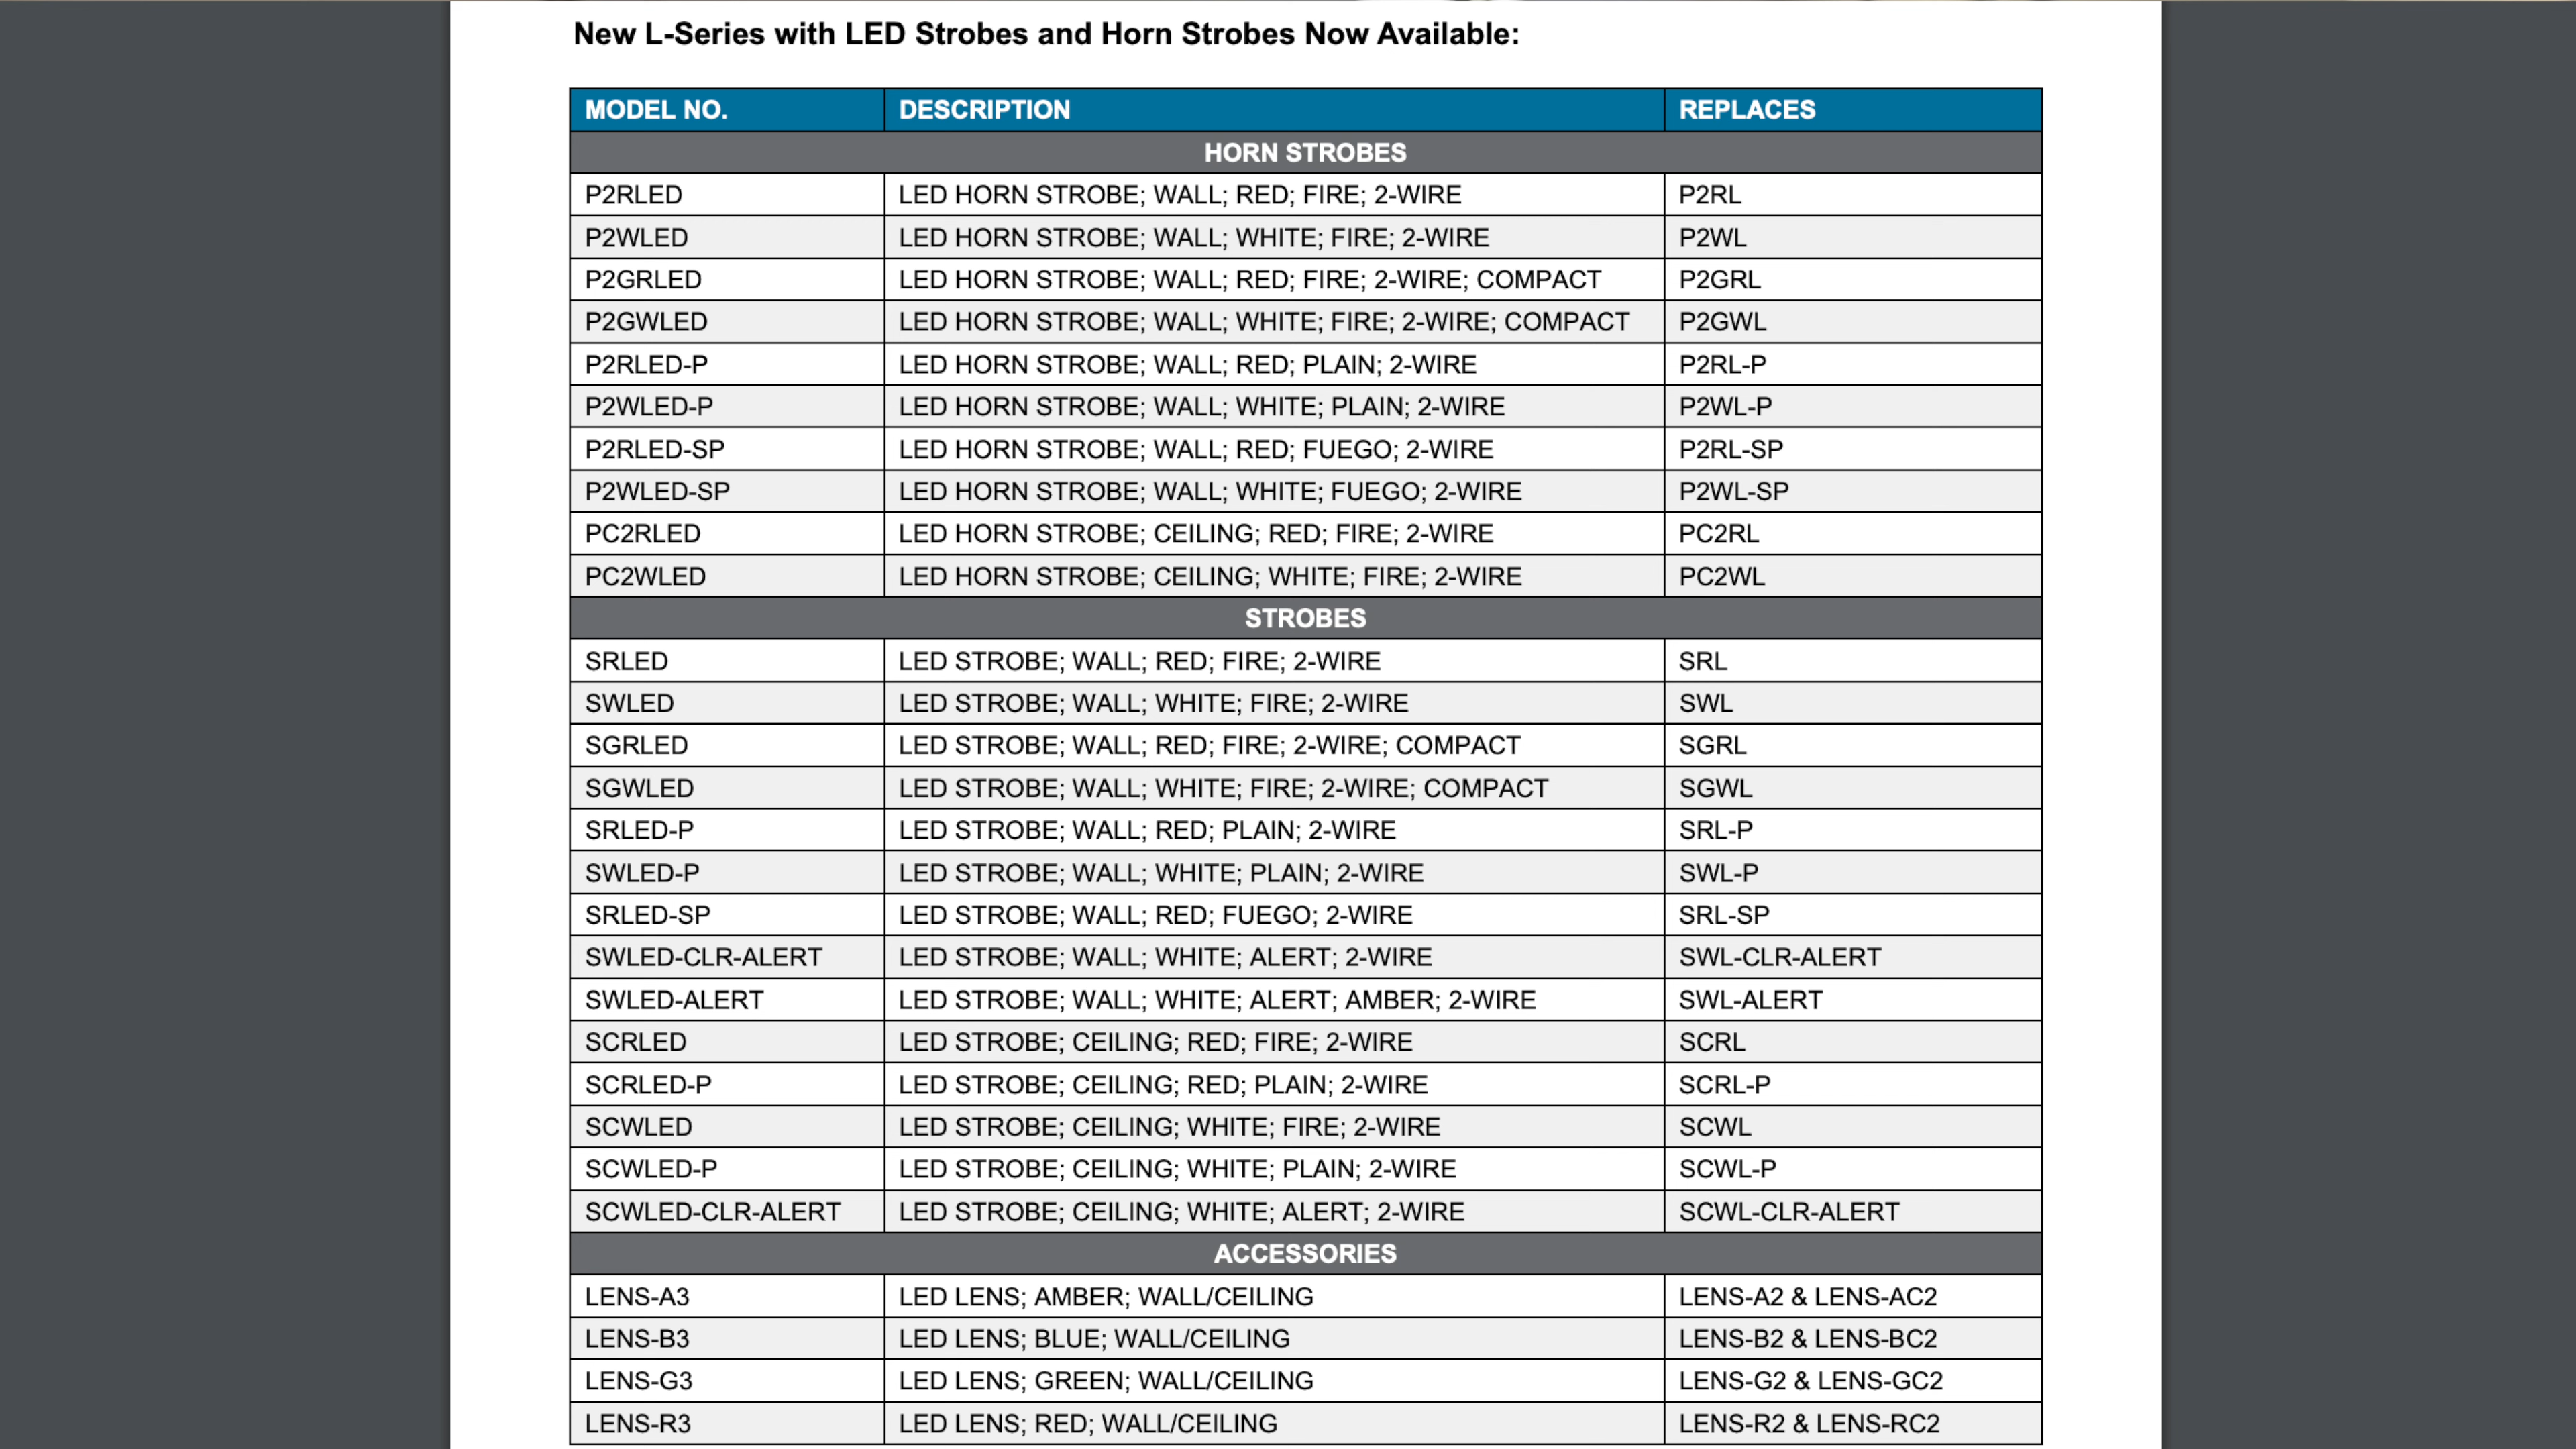 New L-Series with LED Strobes and Horn Strobes Now Available:
MODEL NO. DESCRIPTION REPLACES
HORN STROBES
P2RLED LED HORN STROBE; WALL; RED; FIRE; 2-WIRE P2RL
P2WLED LED HORN STROBE; WALL; WHITE; FIRE; 2-WIRE P2WL
P2GRLED LED HORN STROBE; WALL; RED; FIRE; 2-WIRE; COMPACT P2GRL
P2GWLED LED HORN STROBE; WALL; WHITE; FIRE; 2-WIRE; COMPACT P2GWL
P2RLED-P LED HORN STROBE; WALL; RED; PLAIN; 2-WIRE P2RL-P
P2WLED-P LED HORN STROBE; WALL; WHITE; PLAIN; 2-WIRE P2WL-P
P2RLED-SP LED HORN STROBE; WALL; RED; FUEGO; 2-WIRE P2RL-SP
P2WLED-SP LED HORN STROBE; WALL; WHITE; FUEGO; 2-WIRE P2WL-SP
PC2RLED LED HORN STROBE; CEILING; RED; FIRE; 2-WIRE PC2RL
PC2WLED LED HORN STROBE; CEILING; WHITE; FIRE; 2-WIRE PC2WL
STROBES
SRLED LED STROBE; WALL; RED; FIRE; 2-WIRE SRL
SWLED LED STROBE; WALL; WHITE; FIRE; 2-WIRE SWL
SGRLED LED STROBE; WALL; RED; FIRE; 2-WIRE; COMPACT SGRL
SGWLED LED STROBE; WALL; WHITE; FIRE; 2-WIRE; COMPACT SGWL
SRLED-P LED STROBE; WALL; RED; PLAIN; 2-WIRE SRL-P
SWLED-P LED STROBE; WALL; WHITE; PLAIN; 2-WIRE SWL-P
SRLED-SP LED STROBE; WALL; RED; FUEGO; 2-WIRE SRL-SP
SWLED-CLR-ALERT LED STROBE; WALL; WHITE; ALERT; 2-WIRE SWL-CLR-ALERT
SWLED-ALERT LED STROBE; WALL; WHITE; ALERT; AMBER; 2-WIRE SWL-ALERT
SCRLED LED STROBE; CEILING; RED; FIRE; 2-WIRE SCRL
SCRLED-P LED STROBE; CEILING; RED; PLAIN; 2-WIRE SCRL-P
SCWLED LED STROBE; CEILING; WHITE; FIRE; 2-WIRE SCWL
SCWLED-P LED STROBE; CEILING; WHITE; PLAIN; 2-WIRE SCWL-P
SCWLED-CLR-ALERT LED STROBE; CEILING; WHITE; ALERT; 2-WIRE SCWL-CLR-ALERT
ACCESSORIES
LENS-A3 LED LENS; AMBER; WALL/CEILING LENS-A2 & LENS-AC2
LENS-B3 LED LENS; BLUE; WALL/CEILING LENS-B2 & LENS-BC2
LENS-G3 LED LENS; GREEN; WALL/CEILING LENS-G2 & LENS-GC2
LENS-R3 LED LENS; RED; WALL/CEILING LENS-R2 & LENS-RC2